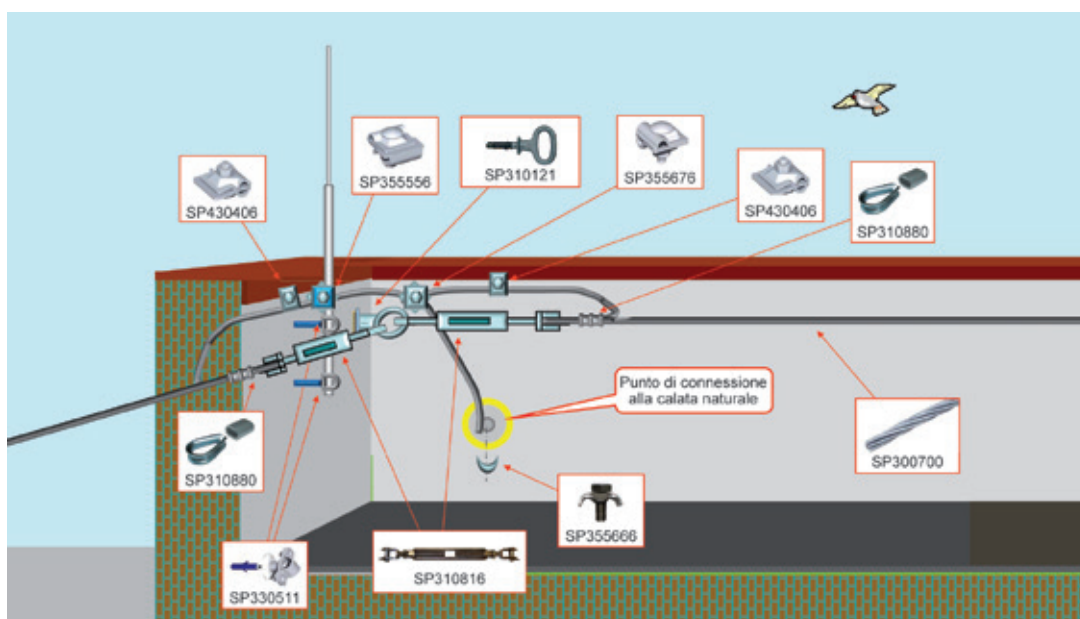 SP355556
SP310121
SP355676
SP430406
SP430406
SP310880
Punto di connessione
alla calata naturale
SP310880
SP300700
SP355666
SP310816
SP330511